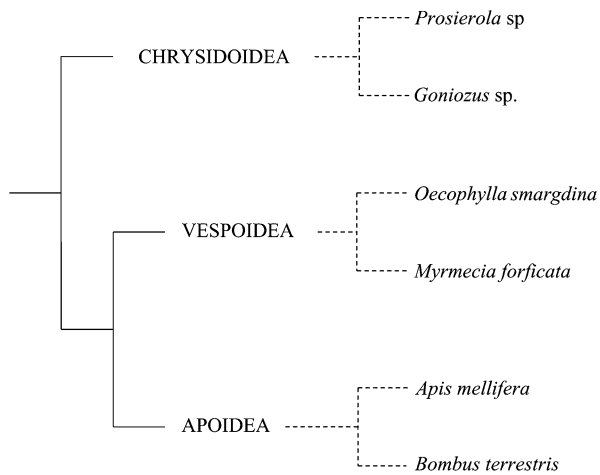 Prosierola sp
CHRYSIDOIDEA
Goniozus sp.
Oecophylla smargdina
VESPOIDEA
Myrmecia forficata
Apis mellifera
APOIDEA
Bombus terrestris